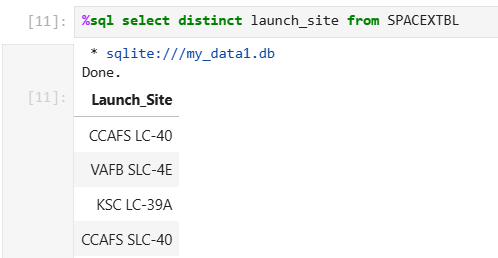 [11]: %sql select distinct launch_site from SPACEXTBL
* sqlite:///my_data1.db
Done.
[11]: Launch_Site
CCAFS LC-40
VAFB SLC-4E
KSC LC-39A
CCAFS SLC-40